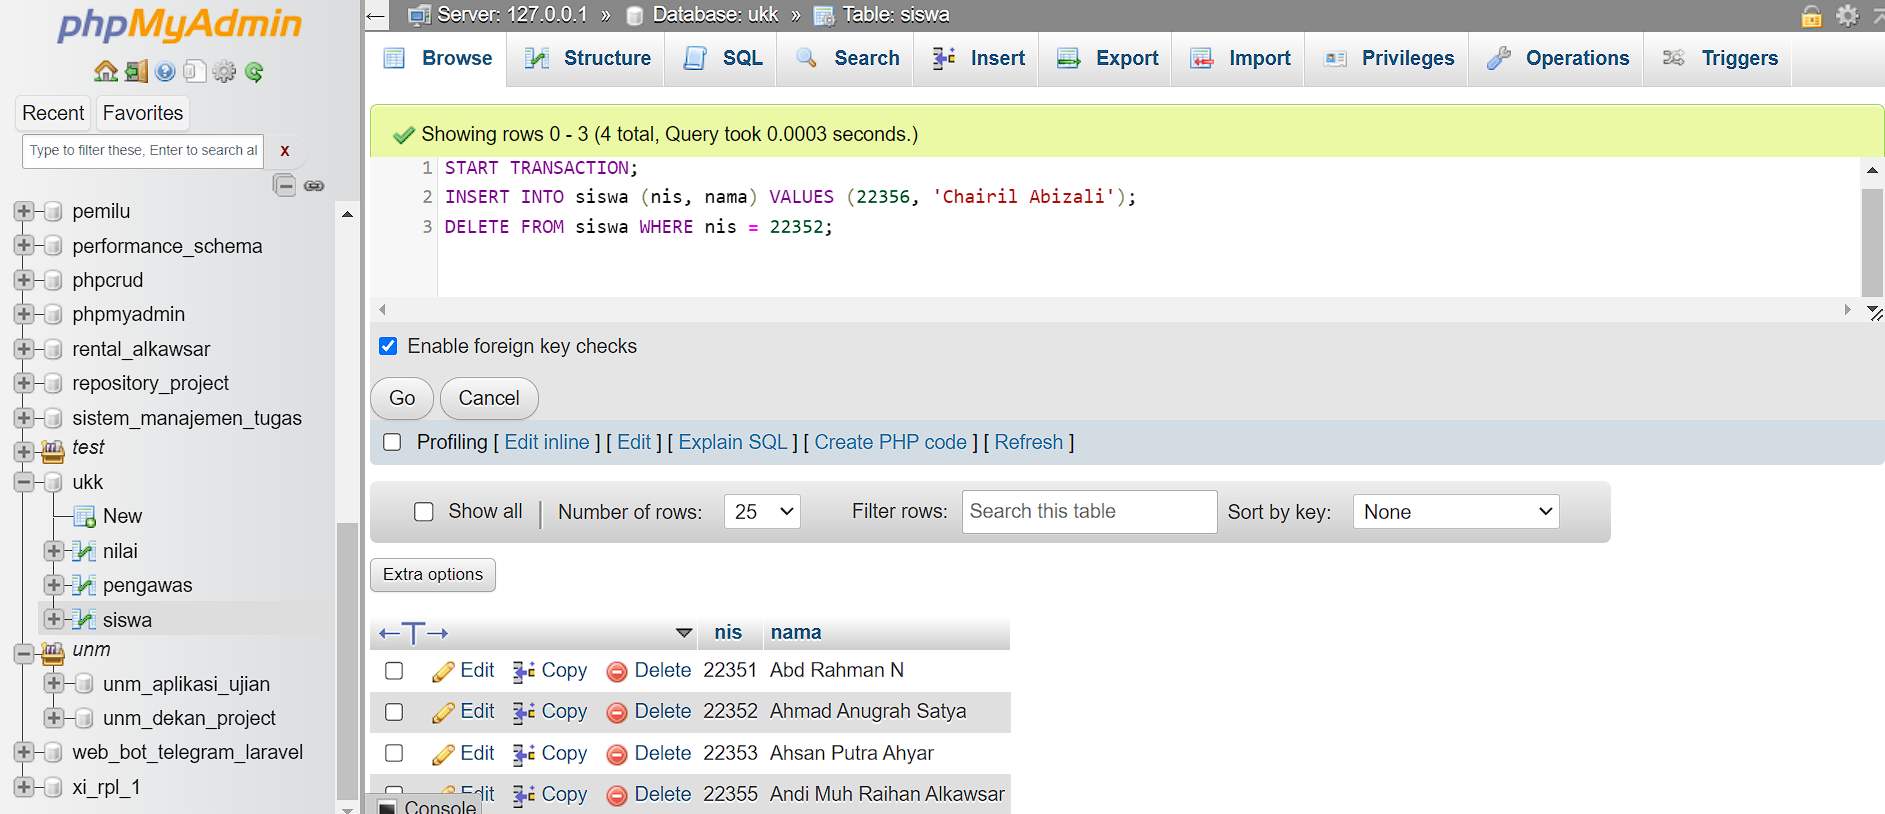 phpMyAdmin
Recent Favorites
Type to filter these, Enter to search al X
pemilu
performance_schema
phpcrud
phpmyadmin
rental_alkawsar
repository_project
sistem_manajemen_tugas
test
ukk
New
nilai
pengawas
siswa
unm
unm_aplikasi_ujian
unm_dekan_project
web_bot_telegram_laravel
xi_rpl_1
Server: 127.0.0.1 » Database: ukk » Table: siswa
Browse Structure SQL Search Insert Export Import Privileges Operations Triggers
Showing rows 0 - 3 (4 total, Query took 0.0003 seconds.)
1 START TRANSACTION;
2 INSERT INTO siswa (nis, nama) VALUES (22356, 'Chairil Abizali');
3 DELETE FROM siswa WHERE nis = 22352;
Enable foreign key checks
Go Cancel
Profiling [ Edit inline ] [ Edit ] [ Explain SQL ] [ Create PHP code ] [ Refresh ]
Show all Number of rows: 25 Filter rows: Search this table Sort by key: None
Extra options
nis nama
Edit Copy Delete 22351 Abd Rahman N
Edit Copy Delete 22352 Ahmad Anugrah Satya
Edit Copy Delete 22353 Ahsan Putra Ahyar
Edit Copy Delete 22355 Andi Muh Raihan Alkawsar
Console